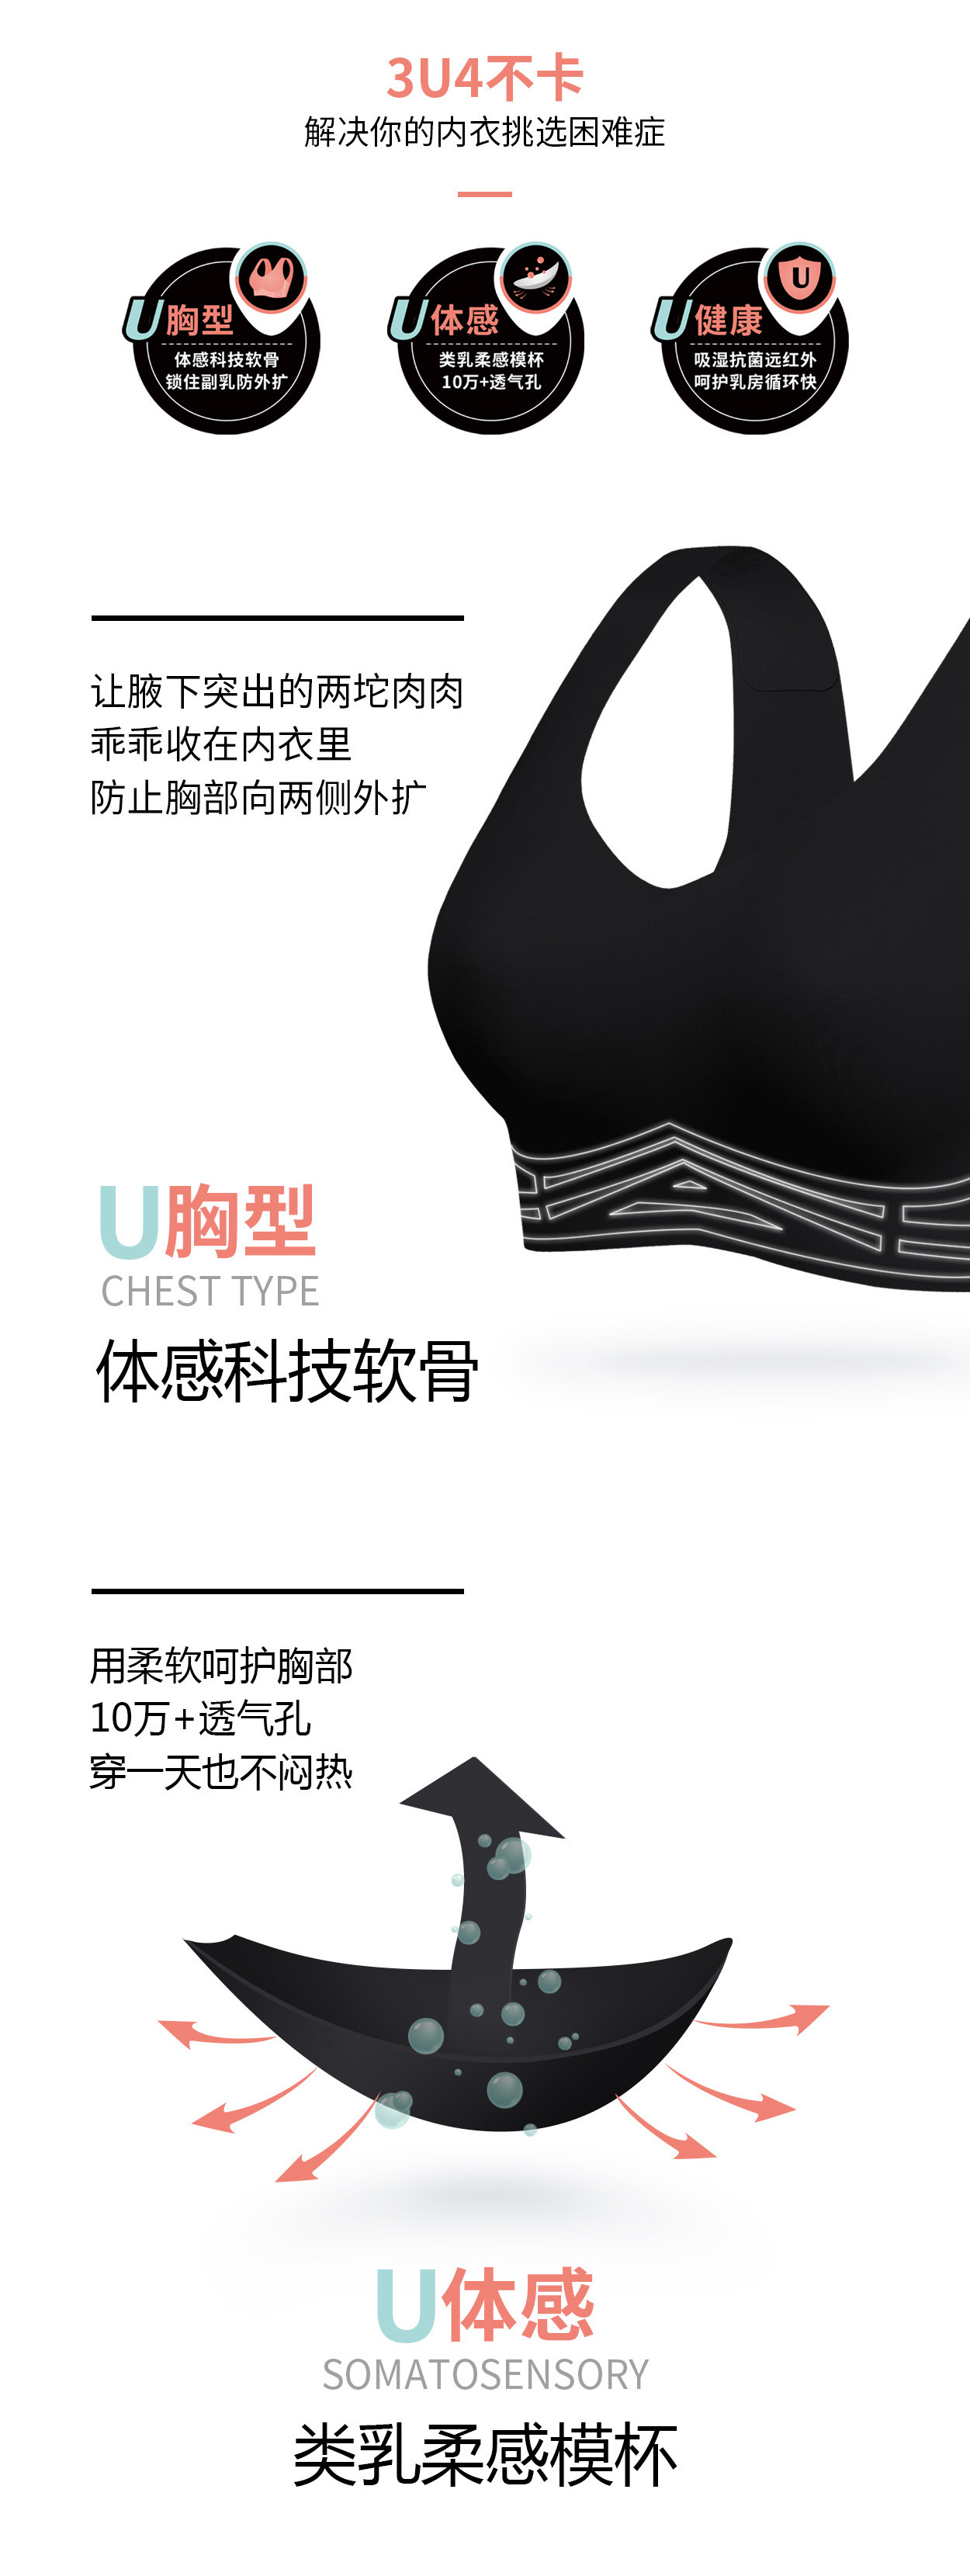 3U4不卡
解决你的内衣挑选困难症
U胸型
体感科技软骨
锁住副乳防外扩
U体感
类乳柔感模杯
10万+透气孔
U
U健康
吸湿抗菌远红外
呵护乳房循环快
让腋下突出的两坨肉肉
乖乖收在内衣里
防止胸部向两侧外扩
U胸型
CHEST TYPE
体感科技软骨
用柔软呵护胸部
10万+透气孔
穿一天也不闷热
U体感
SOMATOSENSORY
类乳柔感模杯